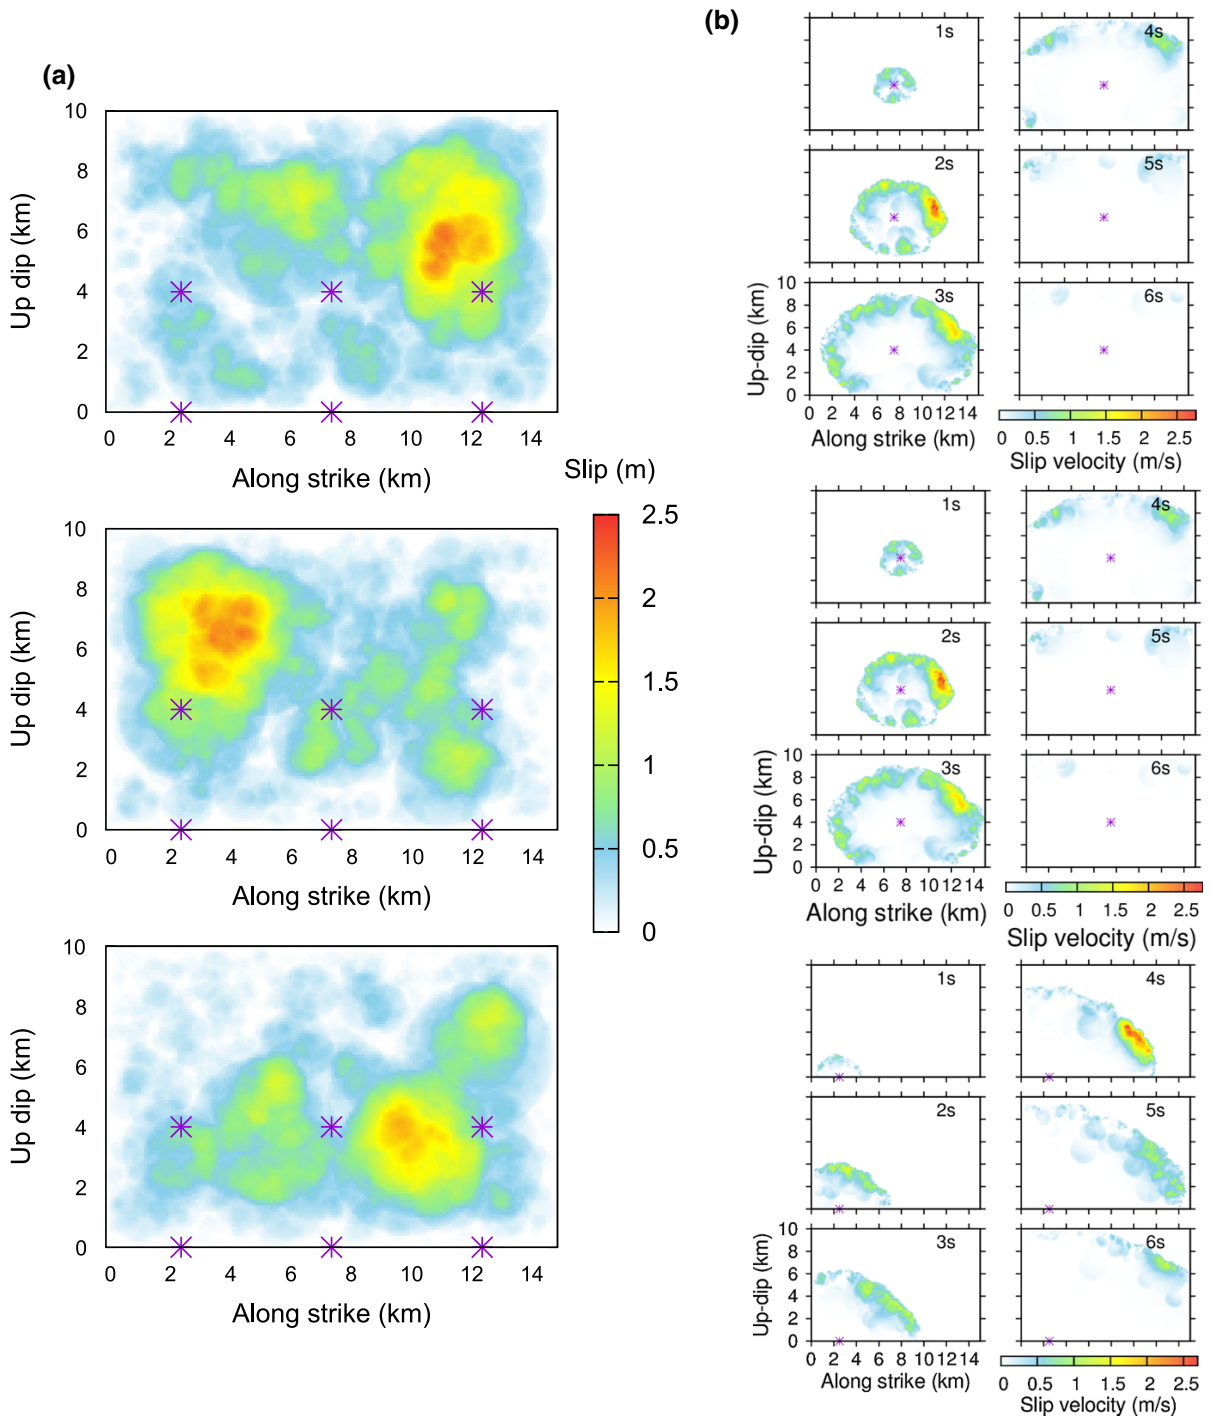 (a)
10
8
6
4
2
0
Up dip (km)
0 2 4 6 8 10 12 14
Along strike (km)
10
8
6
4
2
0
Up dip (km)
0 2 4 6 8 10 12 14
Along strike (km)
10
8
6
4
2
0
Up dip (km)
0 2 4 6 8 10 12 14
Along strike (km)
Slip (m)
2.5
2
1.5
1
0.5
0
(b)
1s
4s
2s
5s
3s
6s
10
8
6
4
2
0
Up-dip (km)
0 2 4 6 8 10 12 14
Along strike (km)
0 0.5 1 1.5 2 2.5
Slip velocity (m/s)
1s
4s
2s
5s
3s
6s
10
8
6
4
2
0
Up-dip (km)
0 2 4 6 8 10 12 14
Along strike (km)
0 0.5 1 1.5 2 2.5
Slip velocity (m/s)
1s
4s
2s
5s
3s
6s
10
8
6
4
2
0
Up-dip (km)
0 2 4 6 8 10 12 14
Along strike (km)
0 0.5 1 1.5 2 2.5
Slip velocity (m/s)